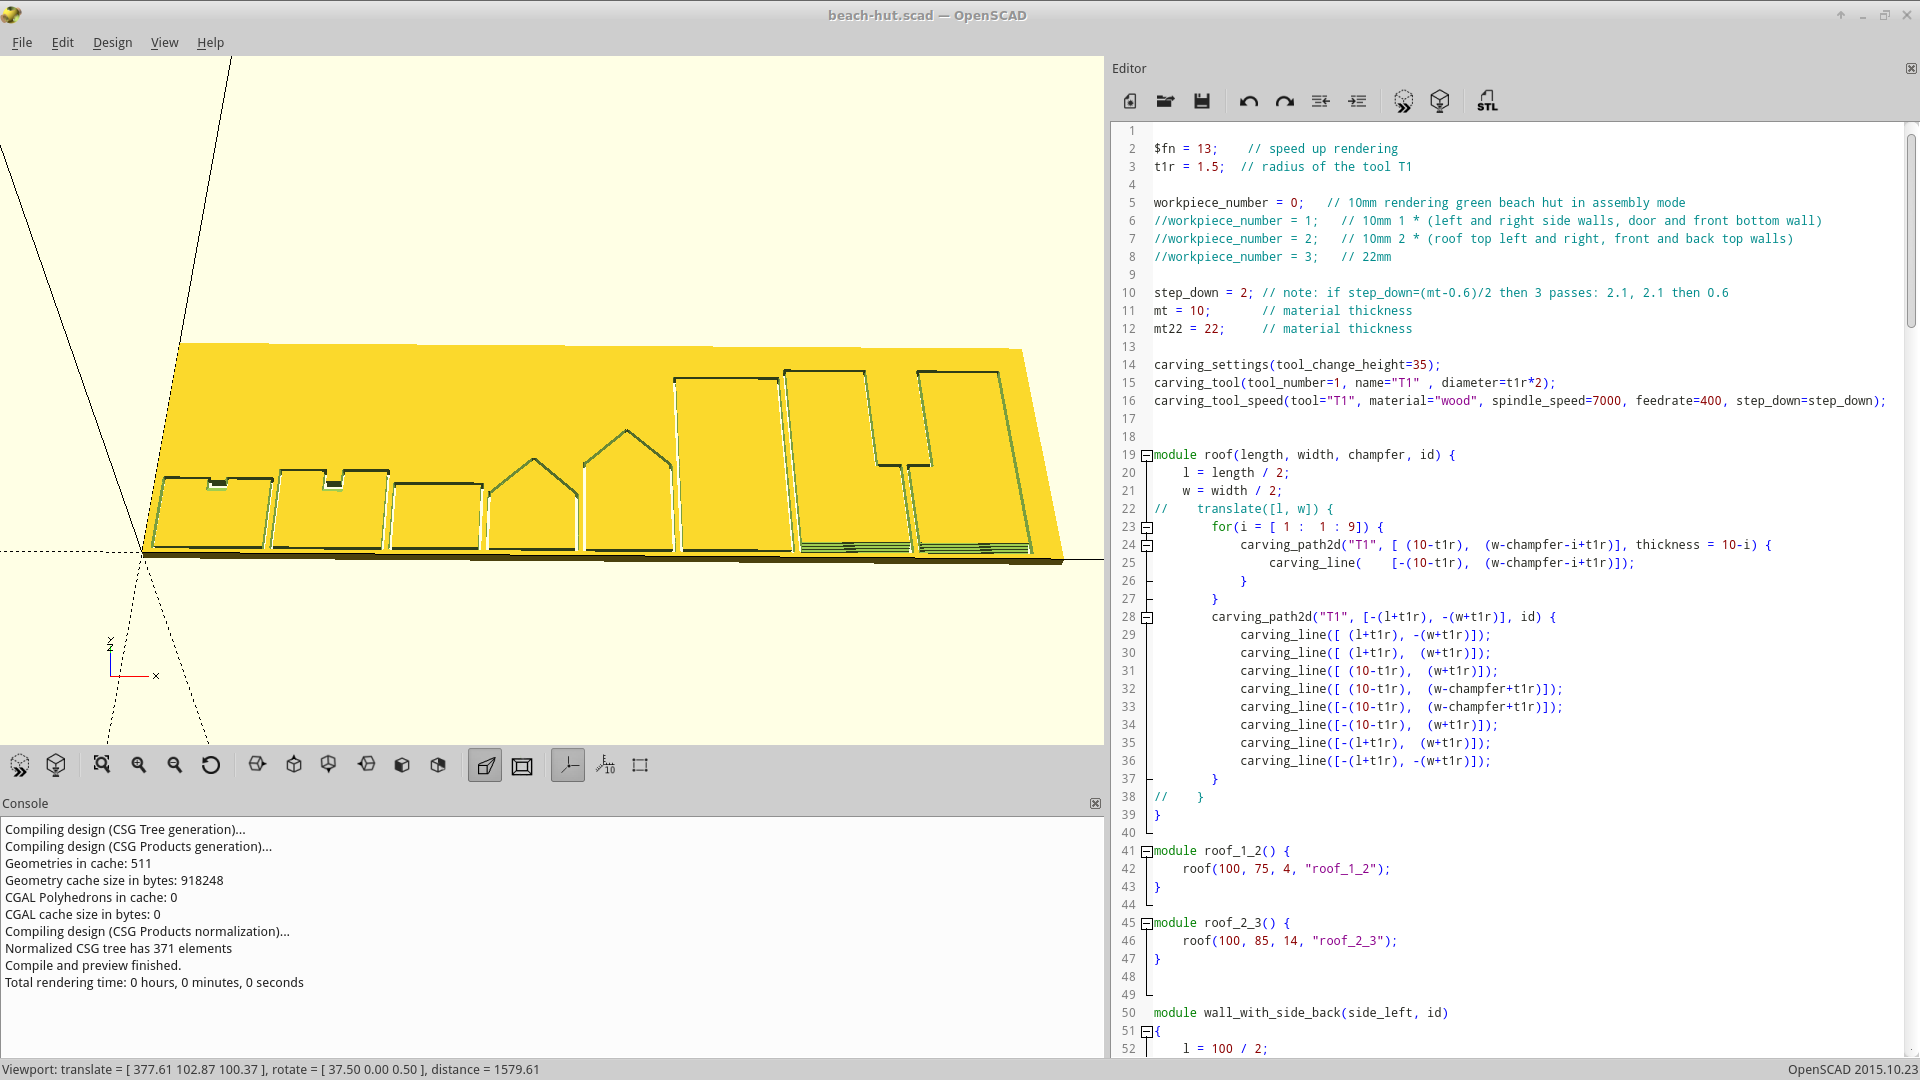 beach-hut.scad — OpenSCAD
File Edit Design View Help
Y
Z
X
10
Console
Compiling design (CSG Tree generation)...
Compiling design (CSG Products generation)...
Geometries in cache: 511
Geometry cache size in bytes: 918248
CGAL Polyhedrons in cache: 0
CGAL cache size in bytes: 0
Compiling design (CSG Products normalization)...
Normalized CSG tree has 371 elements
Compile and preview finished.
Total rendering time: 0 hours, 0 minutes, 0 seconds
Editor
STL
1
2 $fn = 13;    // speed up rendering
3 t1r = 1.5;  // radius of the tool T1
4
5 workpiece_number = 0;   // 10mm rendering green beach hut in assembly mode
6 //workpiece_number = 1;   // 10mm 1 * (left and right side walls, door and front bottom wall)
7 //workpiece_number = 2;   // 10mm 2 * (roof top left and right, front and back top walls)
8 //workpiece_number = 3;   // 22mm
9
10 step_down = 2; // note: if step_down=(mt-0.6)/2 then 3 passes: 2.1, 2.1 then 0.6
11 mt = 10;       // material thickness
12 mt22 = 22;     // material thickness
13
14 carving_settings(tool_change_height=35);
15 carving_tool(tool_number=1, name="T1" , diameter=t1r*2);
16 carving_tool_speed(tool="T1", material="wood", spindle_speed=7000, feedrate=400, step_down=step_down);
17
18
19 module roof(length, width, champfer, id) {
20     l = length / 2;
21     w = width / 2;
22 //    translate([l, w]) {
23         for(i = [ 1 :  1 : 9]) {
24             carving_path2d("T1", [ (10-t1r),  (w-champfer-i+t1r)], thickness = 10-i) {
25                 carving_line(    [-(10-t1r),  (w-champfer-i+t1r)]);
26             }
27         }
28         carving_path2d("T1", [-(l+t1r), -(w+t1r)], id) {
29             carving_line([ (l+t1r), -(w+t1r)]);
30             carving_line([ (l+t1r),  (w+t1r)]);
31             carving_line([ (10-t1r),  (w+t1r)]);
32             carving_line([ (10-t1r),  (w-champfer+t1r)]);
33             carving_line([-(10-t1r),  (w-champfer+t1r)]);
34             carving_line([-(10-t1r),  (w+t1r)]);
35             carving_line([-(l+t1r),  (w+t1r)]);
36             carving_line([-(l+t1r), -(w+t1r)]);
37         }
38 //    }
39 }
40
41 module roof_1_2() {
42     roof(100, 75, 4, "roof_1_2");
43 }
44
45 module roof_2_3() {
46     roof(100, 85, 14, "roof_2_3");
47 }
48
49
50 module wall_with_side_back(side_left, id)
51 {
52     l = 100 / 2;
Viewport: translate = [ 377.61 102.87 100.37 ], rotate = [ 37.50 0.00 0.50 ], distance = 1579.61
OpenSCAD 2015.10.23